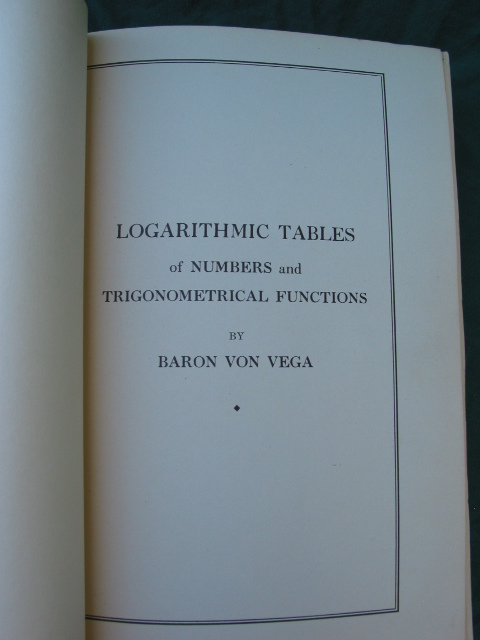 LOGARITHMIC TABLES
of NUMBERS and
TRIGONOMETRICAL FUNCTIONS
BY
BARON VON VEGA